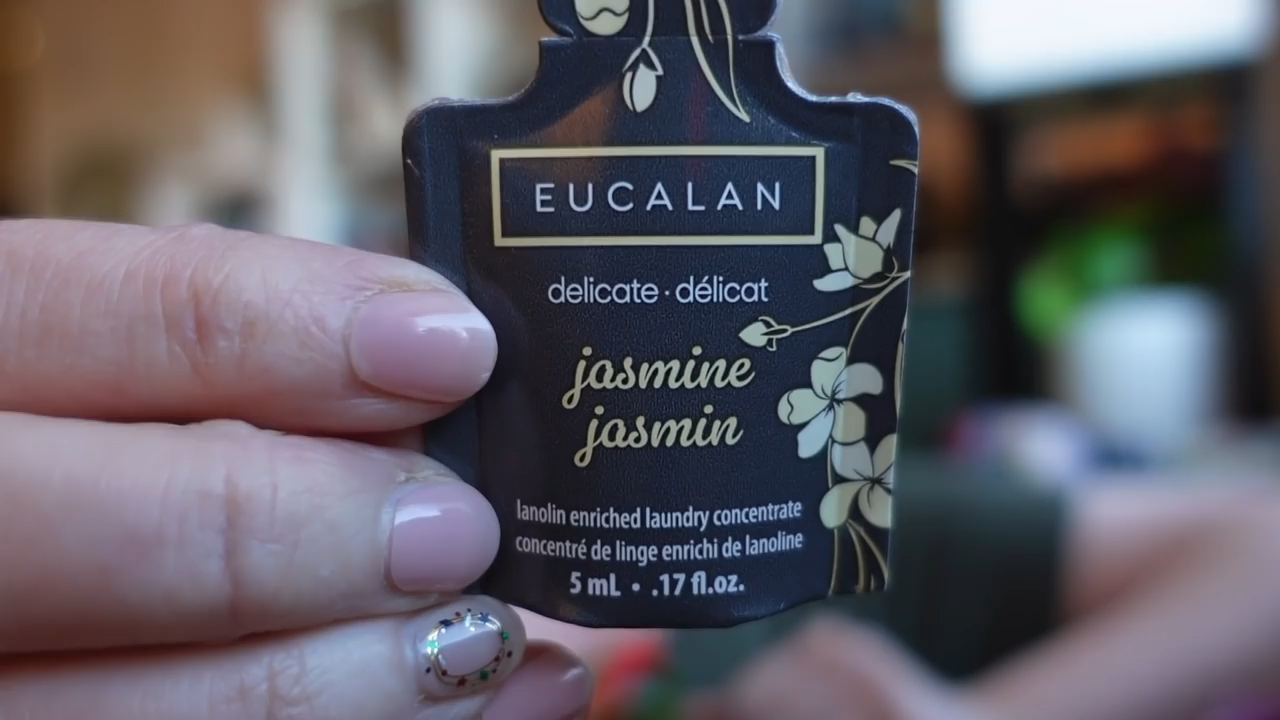 EUCALAN
delicate · délicat
jasmine
jasmin
lanolin enriched laundry concentrate
concentré de linge enrichi de lanoline
5 mL • .17 fl.oz.